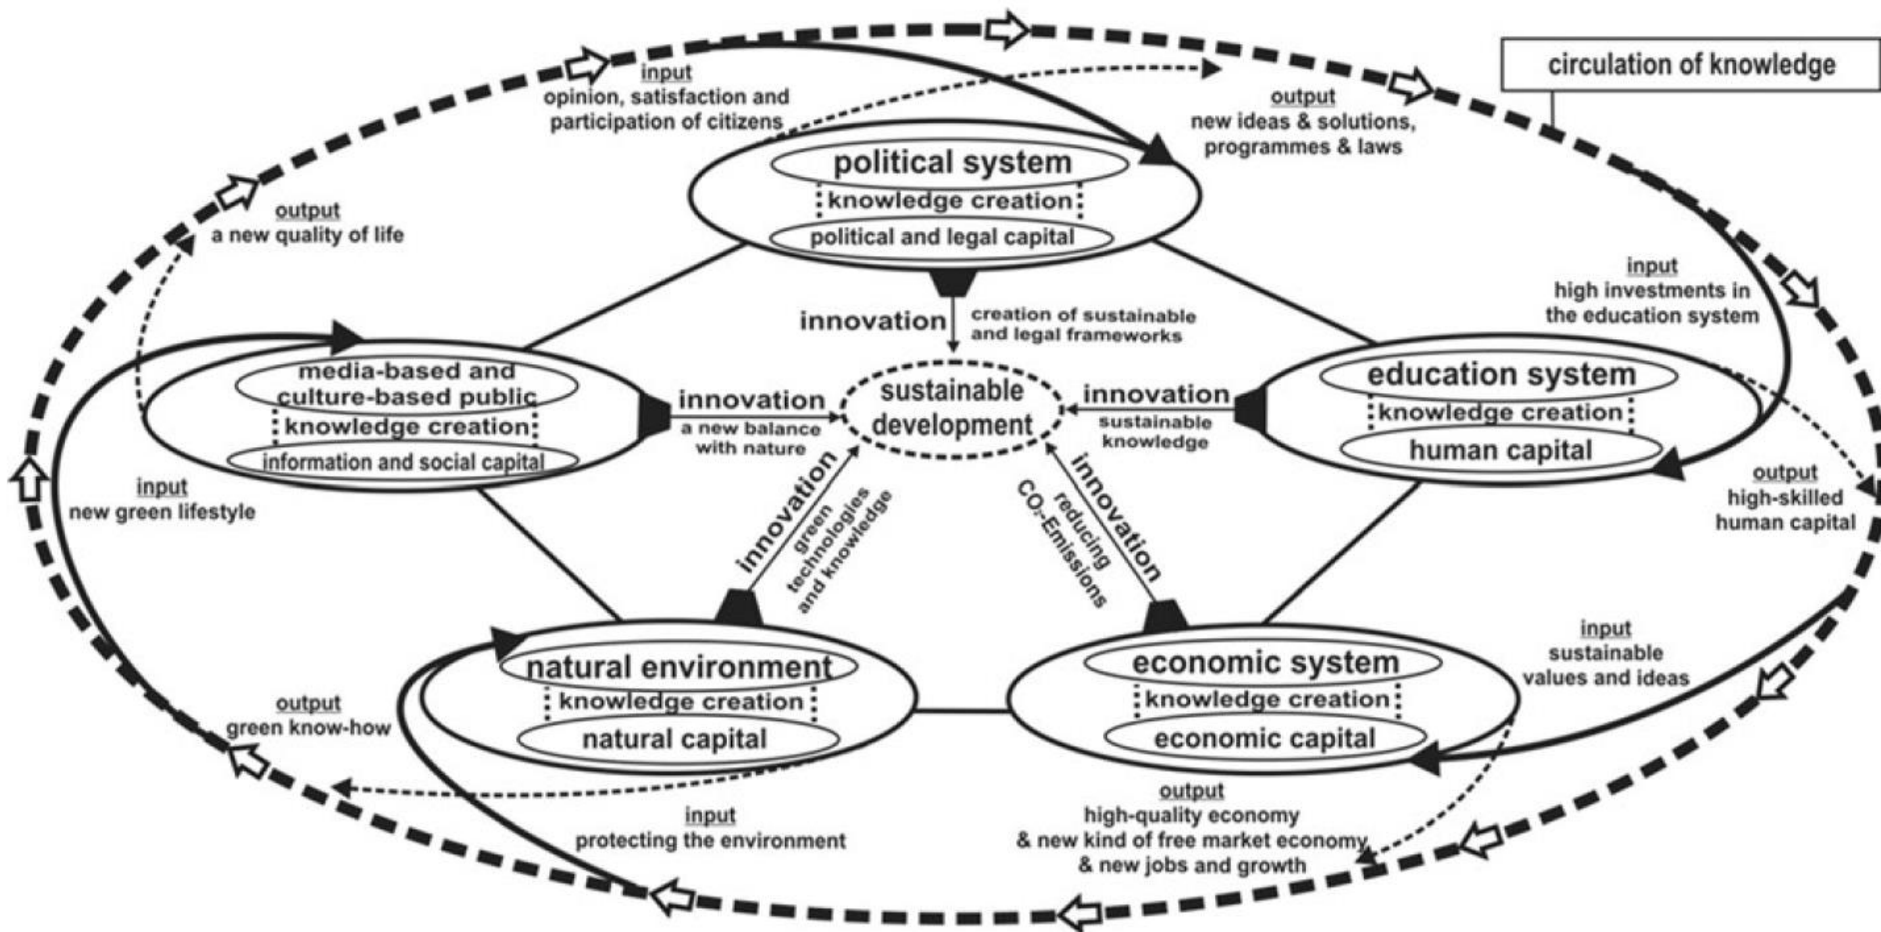 circulation of knowledge
input
opinion, satisfaction and
participation of citizens
output
new ideas & solutions,
programmes & laws
political system
knowledge creation
political and legal capital
output
a new quality of life
input
high investments in
the education system
innovation
creation of sustainable
and legal frameworks
media-based and
culture-based public
knowledge creation
information and social capital
innovation
a new balance
with nature
sustainable
development
innovation
sustainable
knowledge
education system
knowledge creation
human capital
input
new green lifestyle
output
high-skilled
human capital
innovation
green
technologies
and knowledge
innovation
reducing
CO₂-Emissions
input
sustainable
values and ideas
natural environment
knowledge creation
natural capital
economic system
knowledge creation
economic capital
output
green know-how
input
protecting the environment
output
high-quality economy
& new kind of free market economy
& new jobs and growth